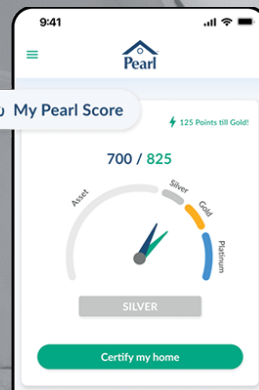 9:41
Pearl
My Pearl Score
125 Points till Gold!
700 / 825
Asset
Silver
Gold
Platinum
SILVER
Certify my home